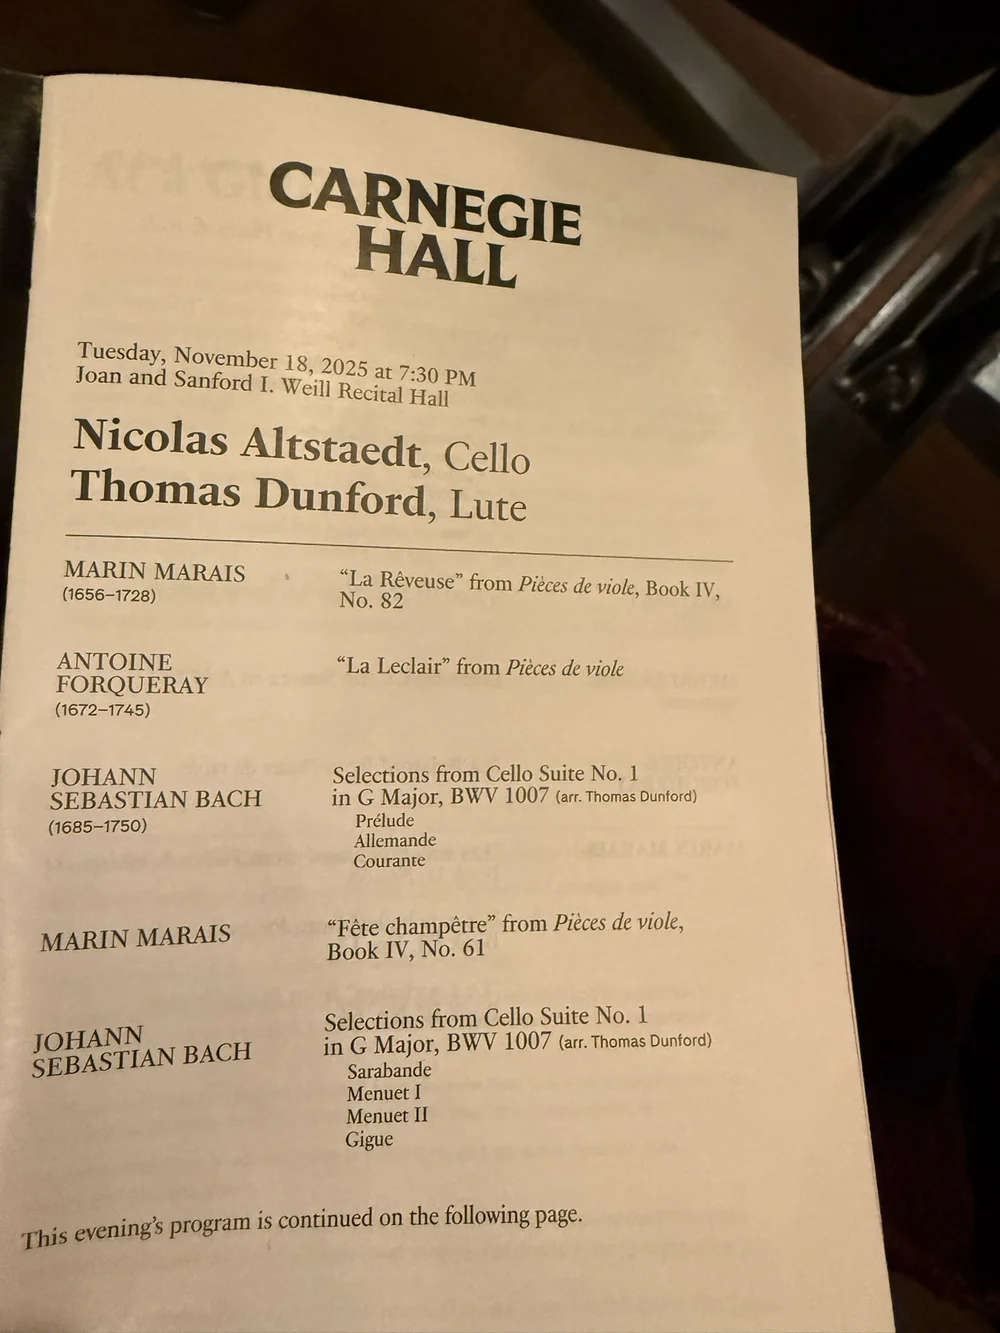 CARNEGIE
HALL
Tuesday, November 18, 2025 at 7:30 PM
Joan and Sanford I. Weill Recital Hall
Nicolas Altstaedt, Cello
Thomas Dunford, Lute
MARIN MARAIS
(1656–1728)
“La Rêveuse” from Pièces de viole, Book IV,
No. 82
ANTOINE
FORQUERAY
(1672–1745)
“La Leclair” from Pièces de viole
JOHANN
SEBASTIAN BACH
(1685–1750)
Selections from Cello Suite No. 1
in G Major, BWV 1007 (arr. Thomas Dunford)
Prélude
Allemande
Courante
MARIN MARAIS
“Fête champêtre” from Pièces de viole,
Book IV, No. 61
JOHANN
SEBASTIAN BACH
Selections from Cello Suite No. 1
in G Major, BWV 1007 (arr. Thomas Dunford)
Sarabande
Menuet I
Menuet II
Gigue
This evening’s program is continued on the following page.